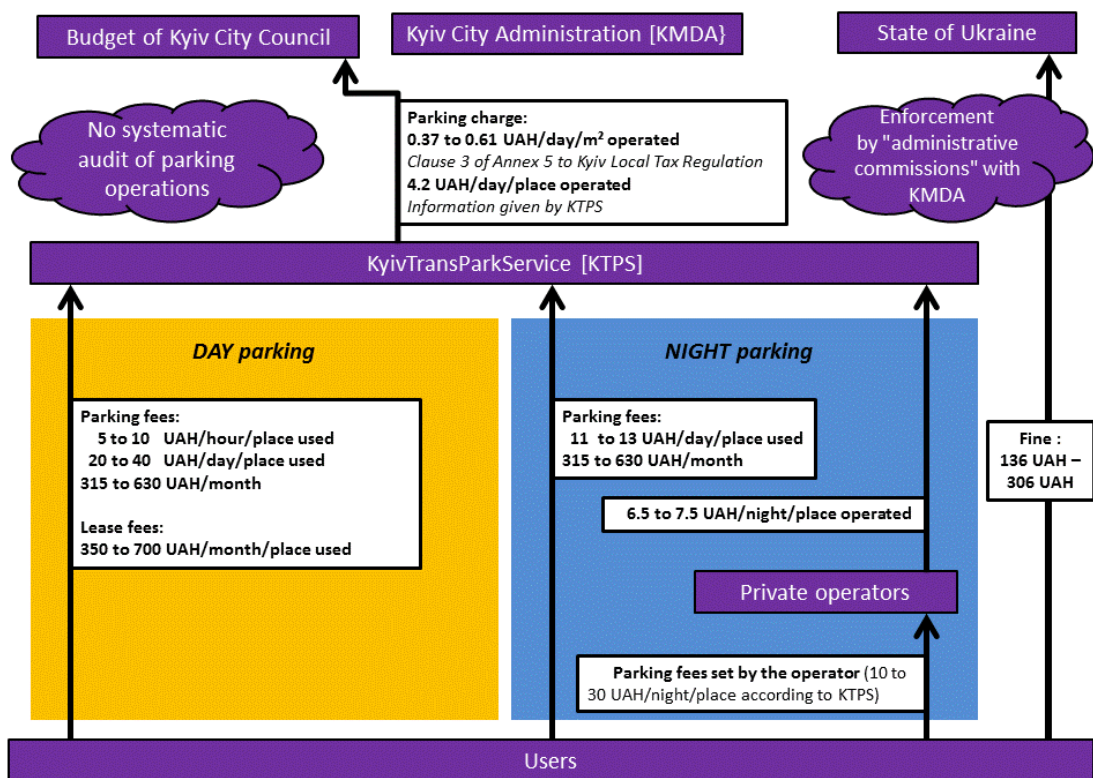 Budget of Kyiv City Council
Kyiv City Administration [KMDA}
State of Ukraine
No systematic
audit of parking
operations
Parking charge:
0.37 to 0.61 UAH/day/m² operated
Clause 3 of Annex 5 to Kyiv Local Tax Regulation
4.2 UAH/day/place operated
Information given by KTPS
Enforcement
by "administrative
commissions" with
KMDA
KyivTransParkService [KTPS]
DAY parking
NIGHT parking
Parking fees:
5 to 10 UAH/hour/place used
20 to 40 UAH/day/place used
315 to 630 UAH/month
Lease fees:
350 to 700 UAH/month/place used
Parking fees:
11 to 13 UAH/day/place used
315 to 630 UAH/month
6.5 to 7.5 UAH/night/place operated
Fine :
136 UAH –
306 UAH
Private operators
Parking fees set by the operator (10 to
30 UAH/night/place according to KTPS)
Users